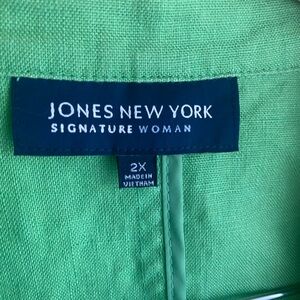 JONES NEW YORK
SIGNATURE WOMAN
2X
MADE IN
VIETNAM